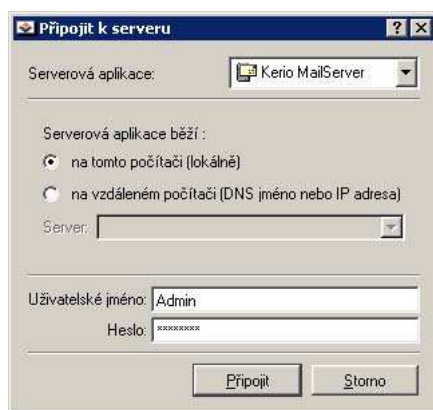 Připojit k serveru
Serverová aplikace: Kerio MailServer
Serverová aplikace běží :
na tomto počítači (lokálně)
na vzdáleném počítači (DNS jméno nebo IP adresa)
Server:
Uživatelské jméno: Admin
Heslo: ********
Připojit Storno